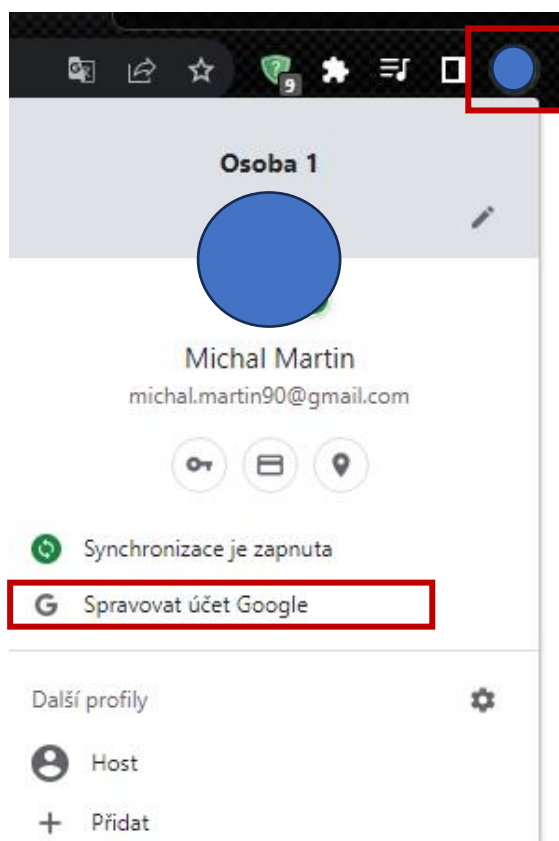 9
Osoba 1
Michal Martin
michal.martin90@gmail.com
Synchronizace je zapnuta
G Spravovat účet Google
Další profily
Host
Přidat